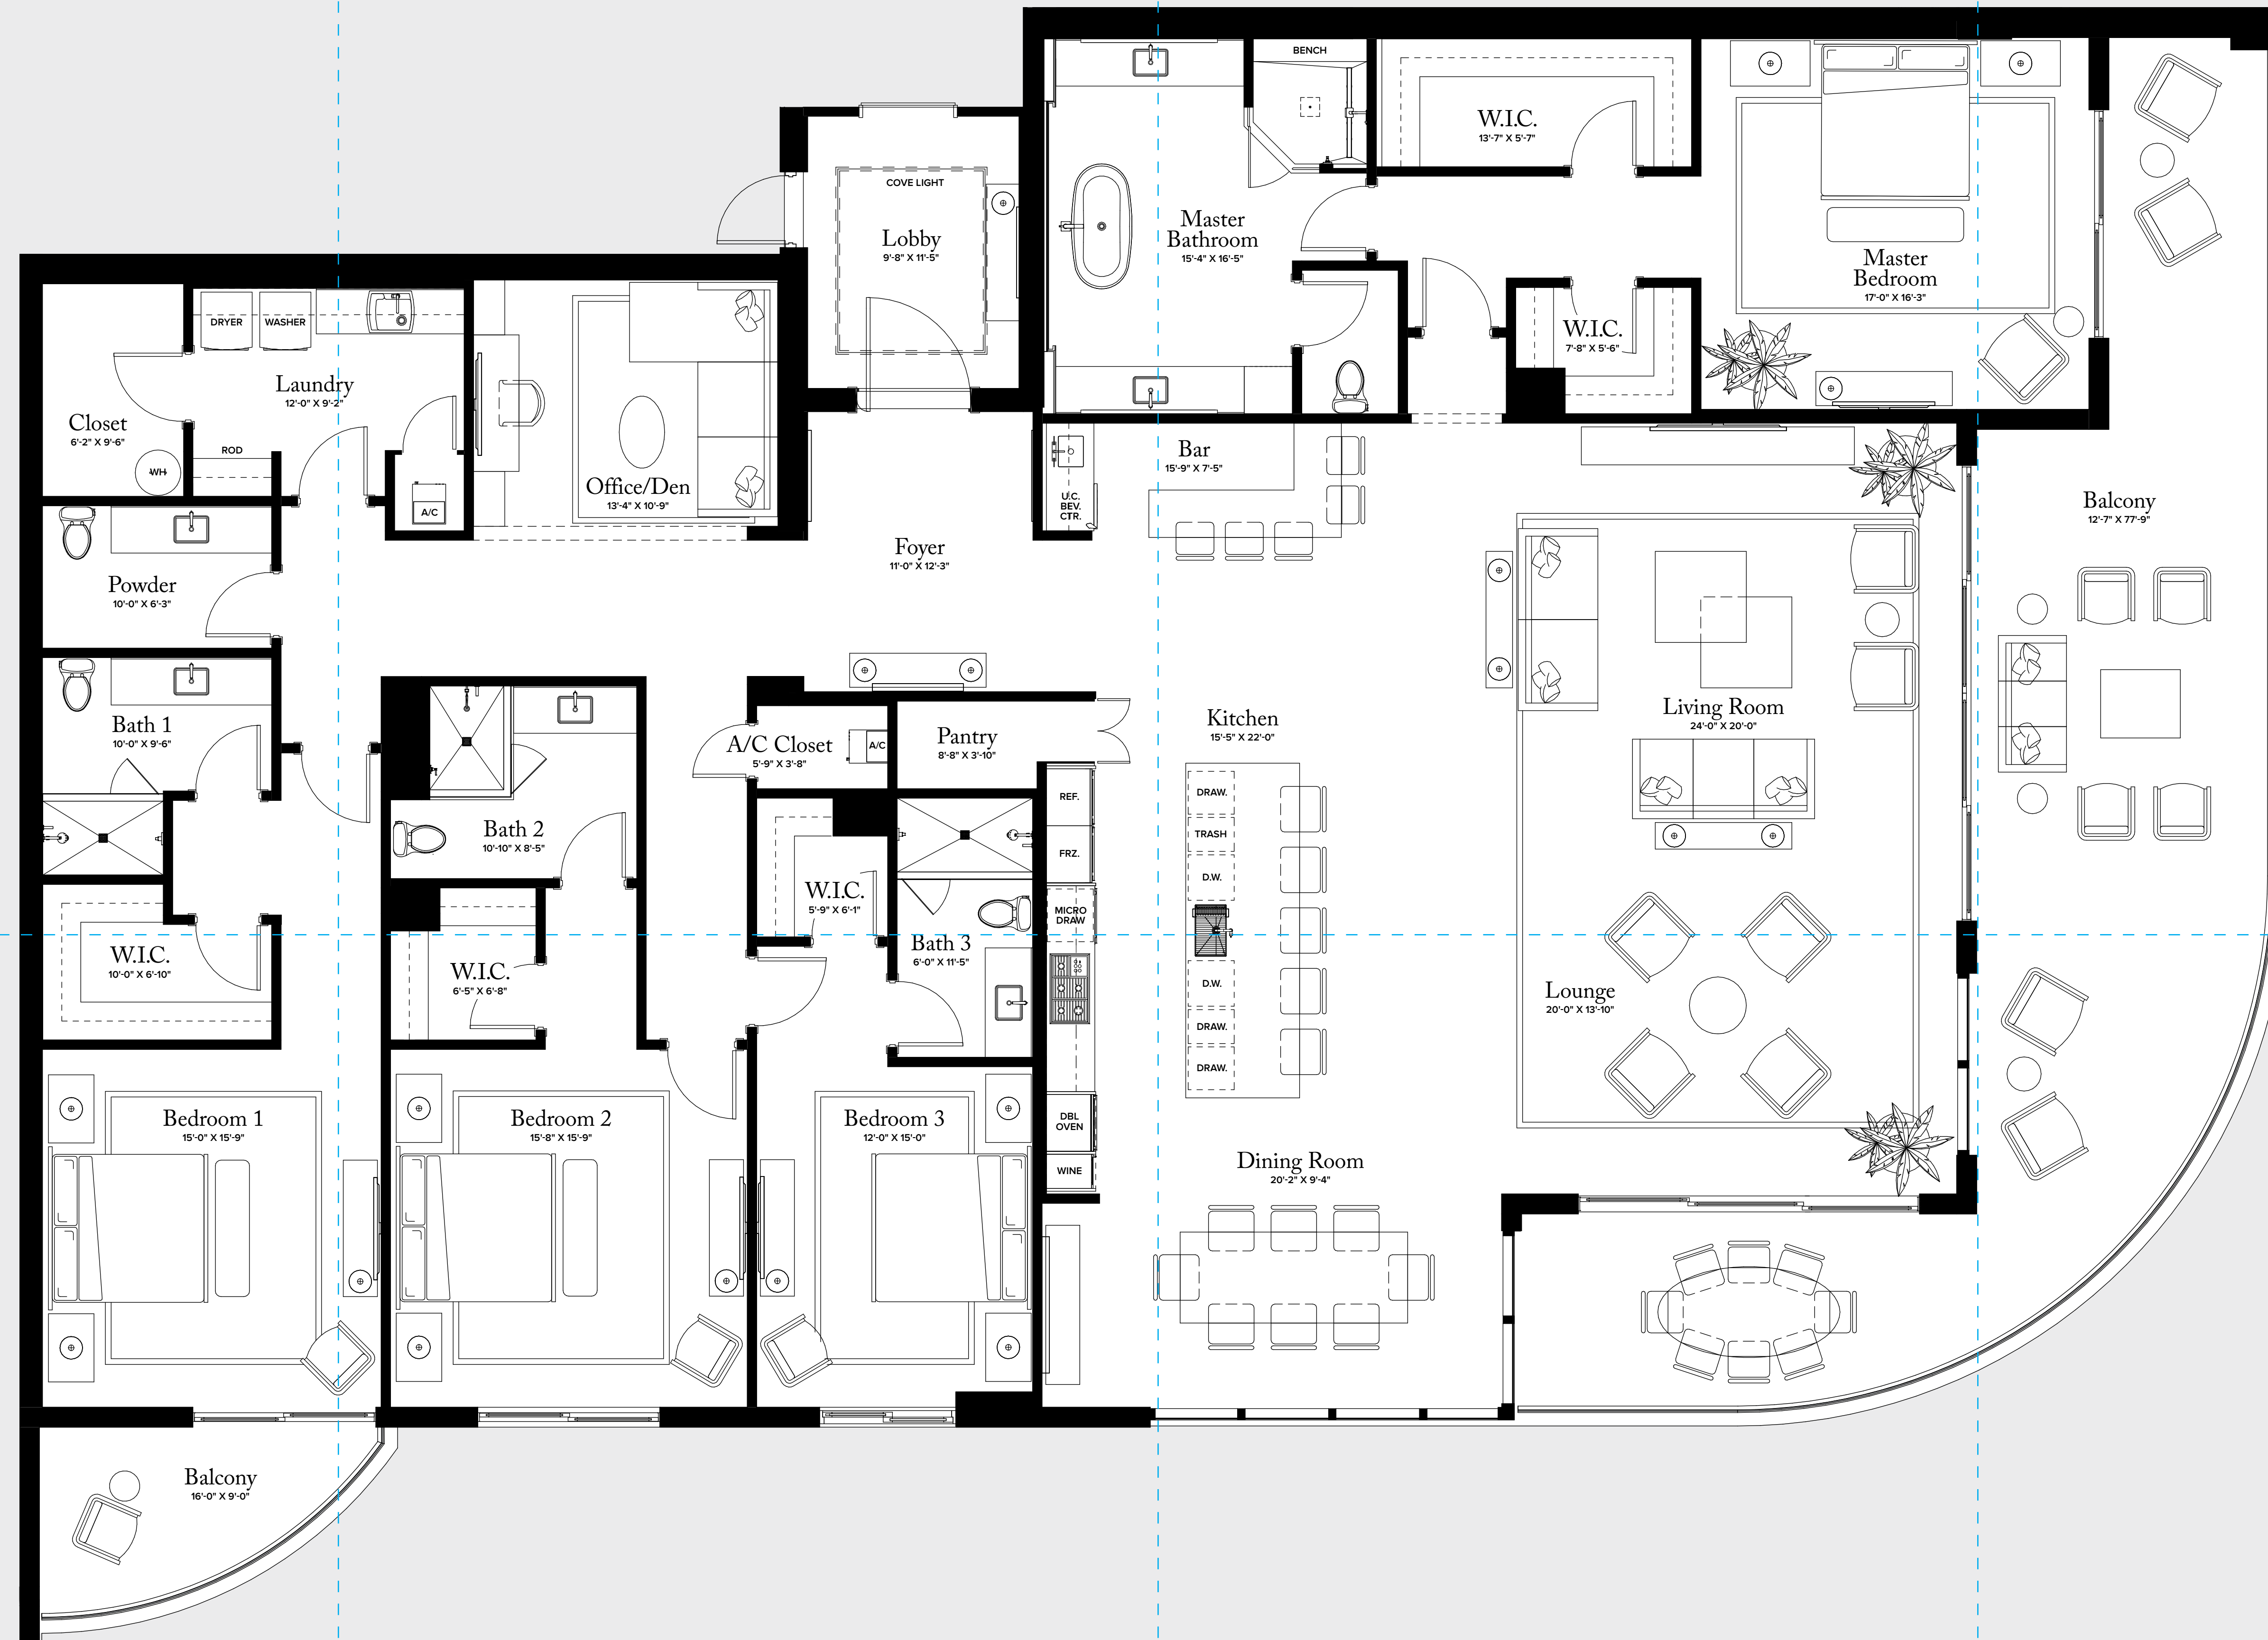 BENCH
W.I.C.
13'-7" X 5'-7"
COVE LIGHT
Lobby
9'-8" X 11'-5"
Master
Bathroom
15'-4" X 16'-5"
Master
Bedroom
17'-0" X 16'-3"
W.I.C.
7'-8" X 5'-6"
DRYER
WASHER
Laundry
12'-0" X 9'-2"
Closet
6'-2" X 9'-6"
WH
ROD
A/C
Office/Den
13'-4" X 10'-9"
Bar
15'-9" X 7'-5"
U.C.
BEV.
CTR.
Balcony
12'-7" X 77'-9"
Foyer
11'-0" X 12'-3"
Powder
10'-0" X 6'-3"
Bath 1
10'-0" X 9'-6"
A/C Closet
5'-9" X 3'-8"
A/C
Pantry
8'-8" X 3'-10"
Kitchen
15'-5" X 22'-0"
Living Room
24'-0" X 20'-0"
REF.
FRZ.
MICRO
DRAW
DRAW.
TRASH
D.W.
D.W.
DRAW.
DRAW.
Bath 2
10'-10" X 8'-5"
W.I.C.
5'-9" X 6'-1"
Bath 3
6'-0" X 11'-5"
W.I.C.
10'-0" X 6'-10"
W.I.C.
6'-5" X 6'-8"
Lounge
20'-0" X 13'-10"
DBL
OVEN
WINE
Bedroom 1
15'-0" X 15'-9"
Bedroom 2
15'-8" X 15'-9"
Bedroom 3
12'-0" X 15'-0"
Dining Room
20'-2" X 9'-4"
Balcony
16'-0" X 9'-0"